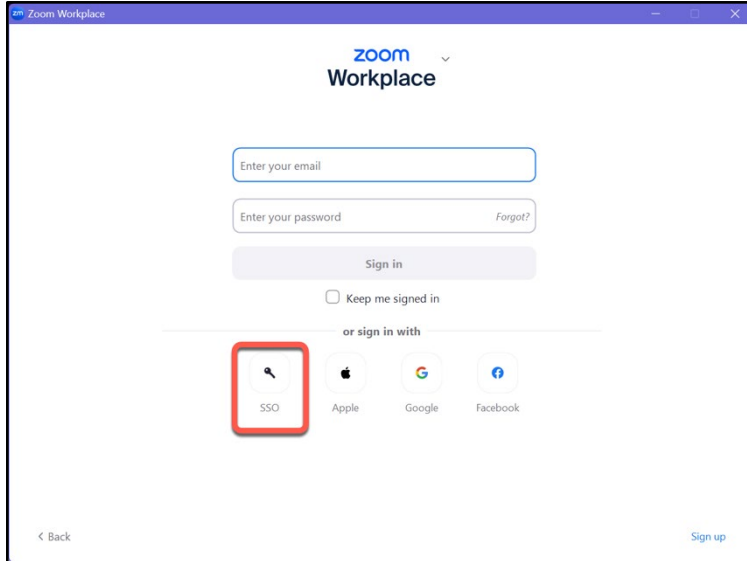 zm Zoom Workplace
zoom
Workplace
Enter your email
Enter your password Forgot?
Sign in
Keep me signed in
or sign in with
SSO Apple Google Facebook
< Back Sign up